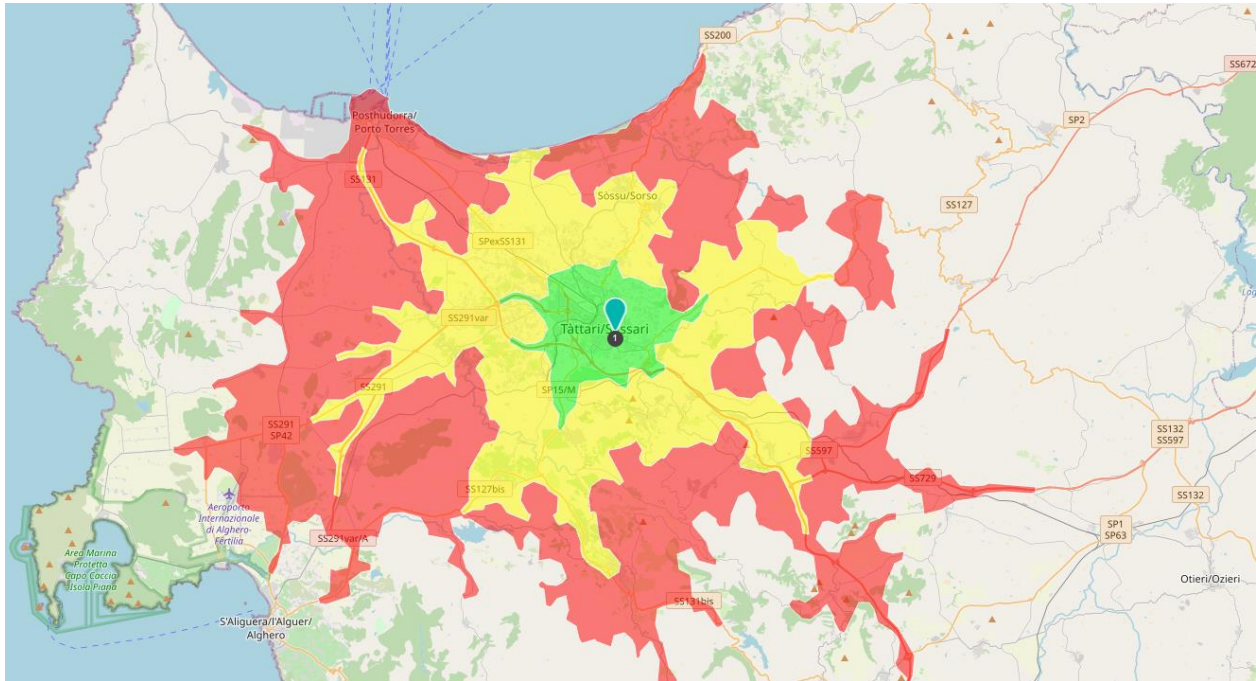 SS200
SS672
Posthudorra/
Porto Torres
SP2
SS131
Sòssu/Sorso
SS127
SPexSS131
SS291var
Tàttari/Sassari
1
SS291
SP15/M
SS291
SP42
SS132
SS597
SS597
SS729
SS127bis
SS132
Aeroporto
Internazionale
di Alghero-
Fertilia
SP1
SP63
SS291var/A
Area Marina
Protetta
Capo Caccia
Isola Piana
Otieri/Ozieri
SS131bis
S'Aliguera/l'Alguer/
Alghero